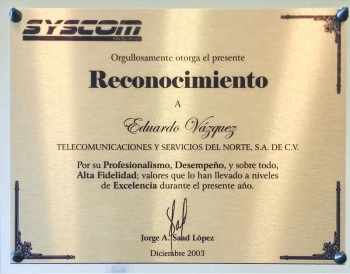 SYSCOM
Orgullosamente otorga el presente
Reconocimiento
A
Eduardo Vázquez
TELECOMUNICACIONES Y SERVICIOS DEL NORTE, S.A. DE C.V.
Por su Profesionalismo, Desempeño, y sobre todo,
Alta Fidelidad; valores que lo han llevado a niveles
de Excelencia durante el presente año.
Jorge A. Saad López
Diciembre 2003